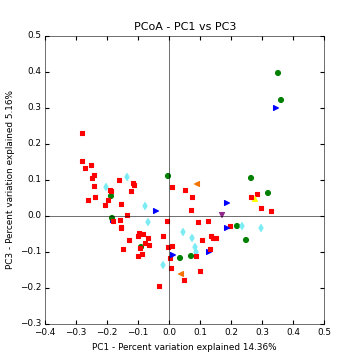 PCoA - PC1 vs PC3
0.5
0.4
0.3
0.2
0.1
0.0
−0.1
−0.2
−0.3
PC3 - Percent variation explained 5.16%
−0.4 −0.3 −0.2 −0.1 0.0 0.1 0.2 0.3 0.4 0.5
PC1 - Percent variation explained 14.36%